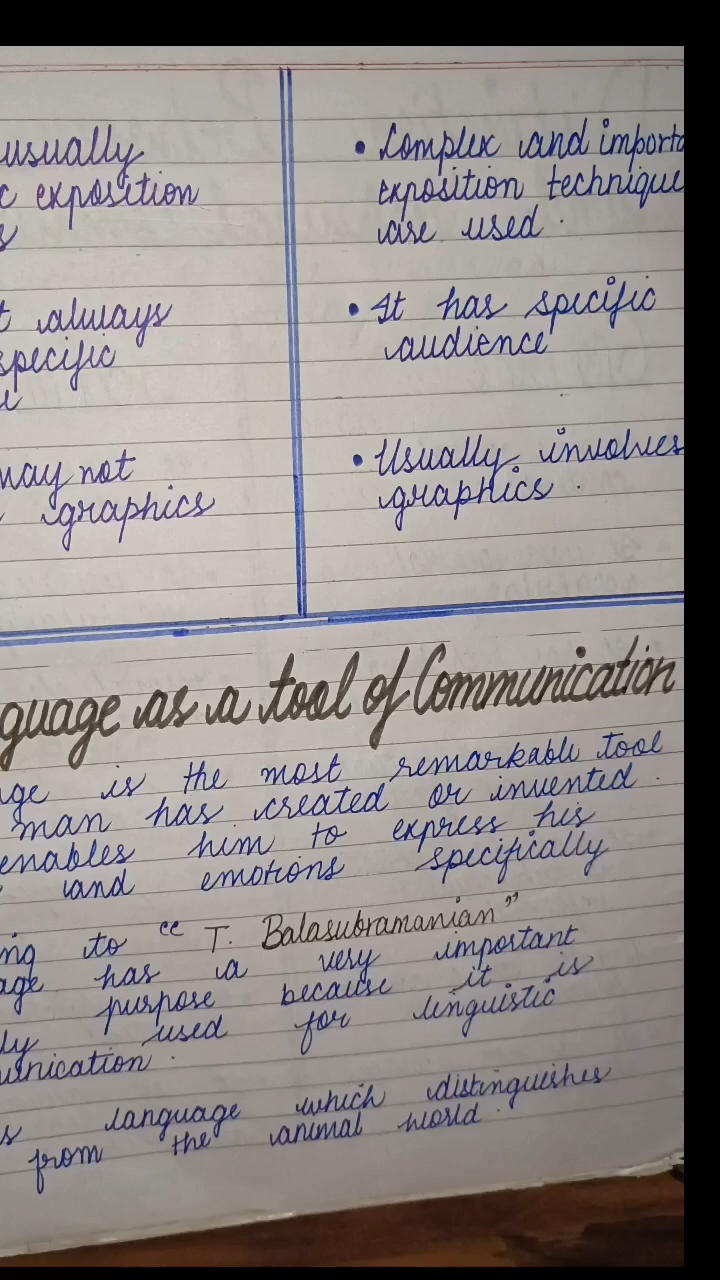 usually
c exposition
s
t always
specific
e
may not
graphics
• Complex and importa
exposition technique
are used.
• It has specific
audience
• Usually involves
graphics.
guage as a tool of Communication
age is the most remarkable tool
man has created or invented.
enables him to express his
and emotions specifically
ing to “ T. Balasubramanian”
age has a very important
purpose because it is
ly used for linguistic
unication.
s language which distinguishes
from the animal world.